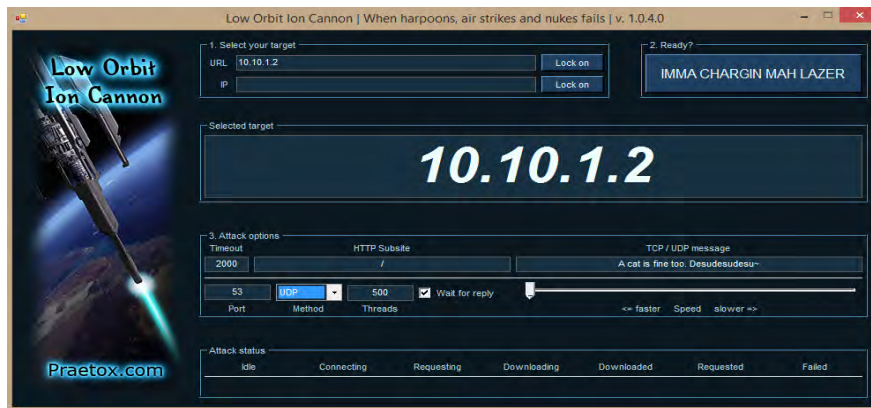 Low Orbit Ion Cannon | When harpoons, air strikes and nukes fails | v. 1.0.4.0
Low Orbit
Ion Cannon
Praetox.com
1. Select your target
URL 10.10.1.2 Lock on
IP Lock on
2. Ready?
IMMA CHARGIN MAH LAZER
Selected target
10.10.1.2
3. Attack options
Timeout HTTP Subsite TCP / UDP message
2000 / A cat is fine too. Desudesudesu~
53 UDP 500 Wait for reply
Port Method Threads <= faster Speed slower =>
Attack status
Idle Connecting Requesting Downloading Downloaded Requested Failed